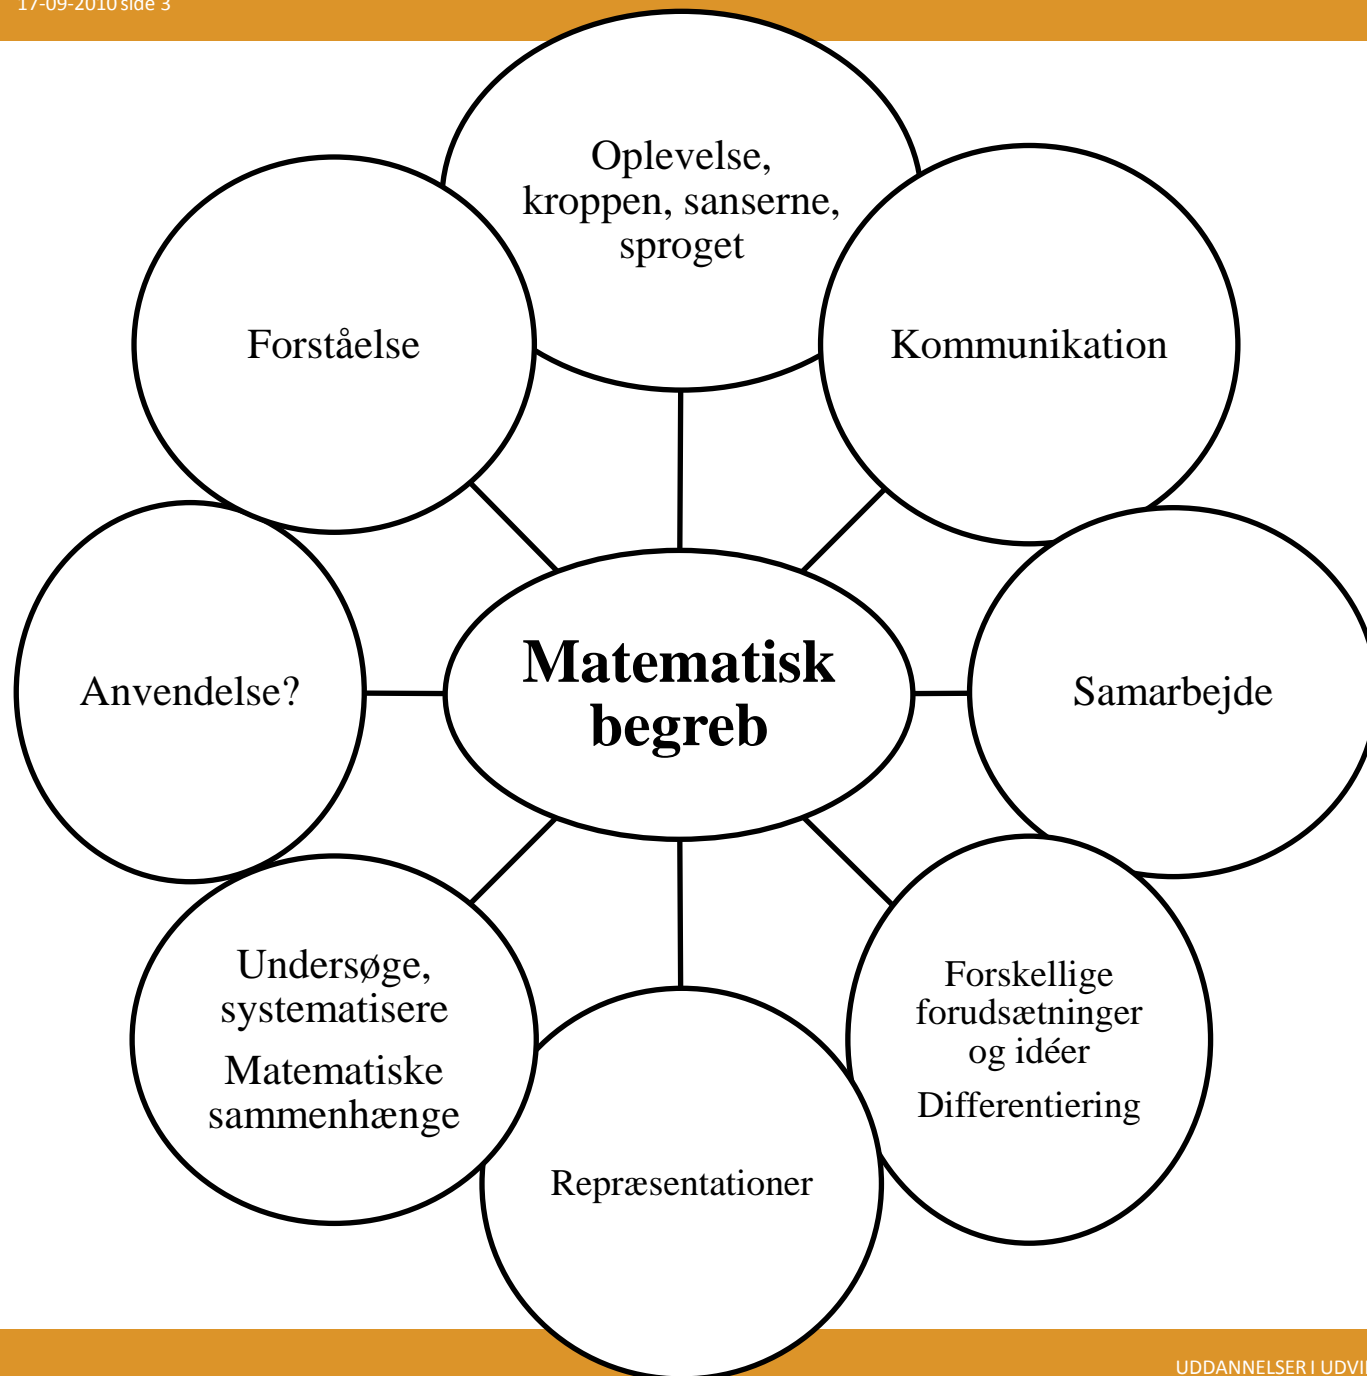 17-09-2010 side 3
Oplevelse,
kroppen, sanserne,
sproget
Kommunikation
Samarbejde
Forskellige
forudsætninger
og idéer
Differentiering
Repræsentationer
Undersøge,
systematisere
Matematiske
sammenhænge
Anvendelse?
Forståelse
Matematisk
begreb
UDDANNELSER I